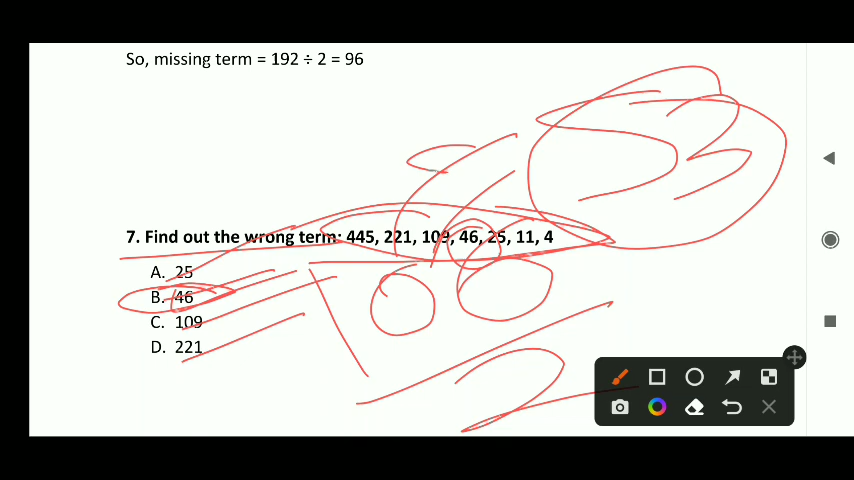 So, missing term = 192 ÷ 2 = 96
53
7. Find out the wrong term: 445, 221, 109, 46, 25, 11, 4
A. 25
B. 46
C. 109
D. 221